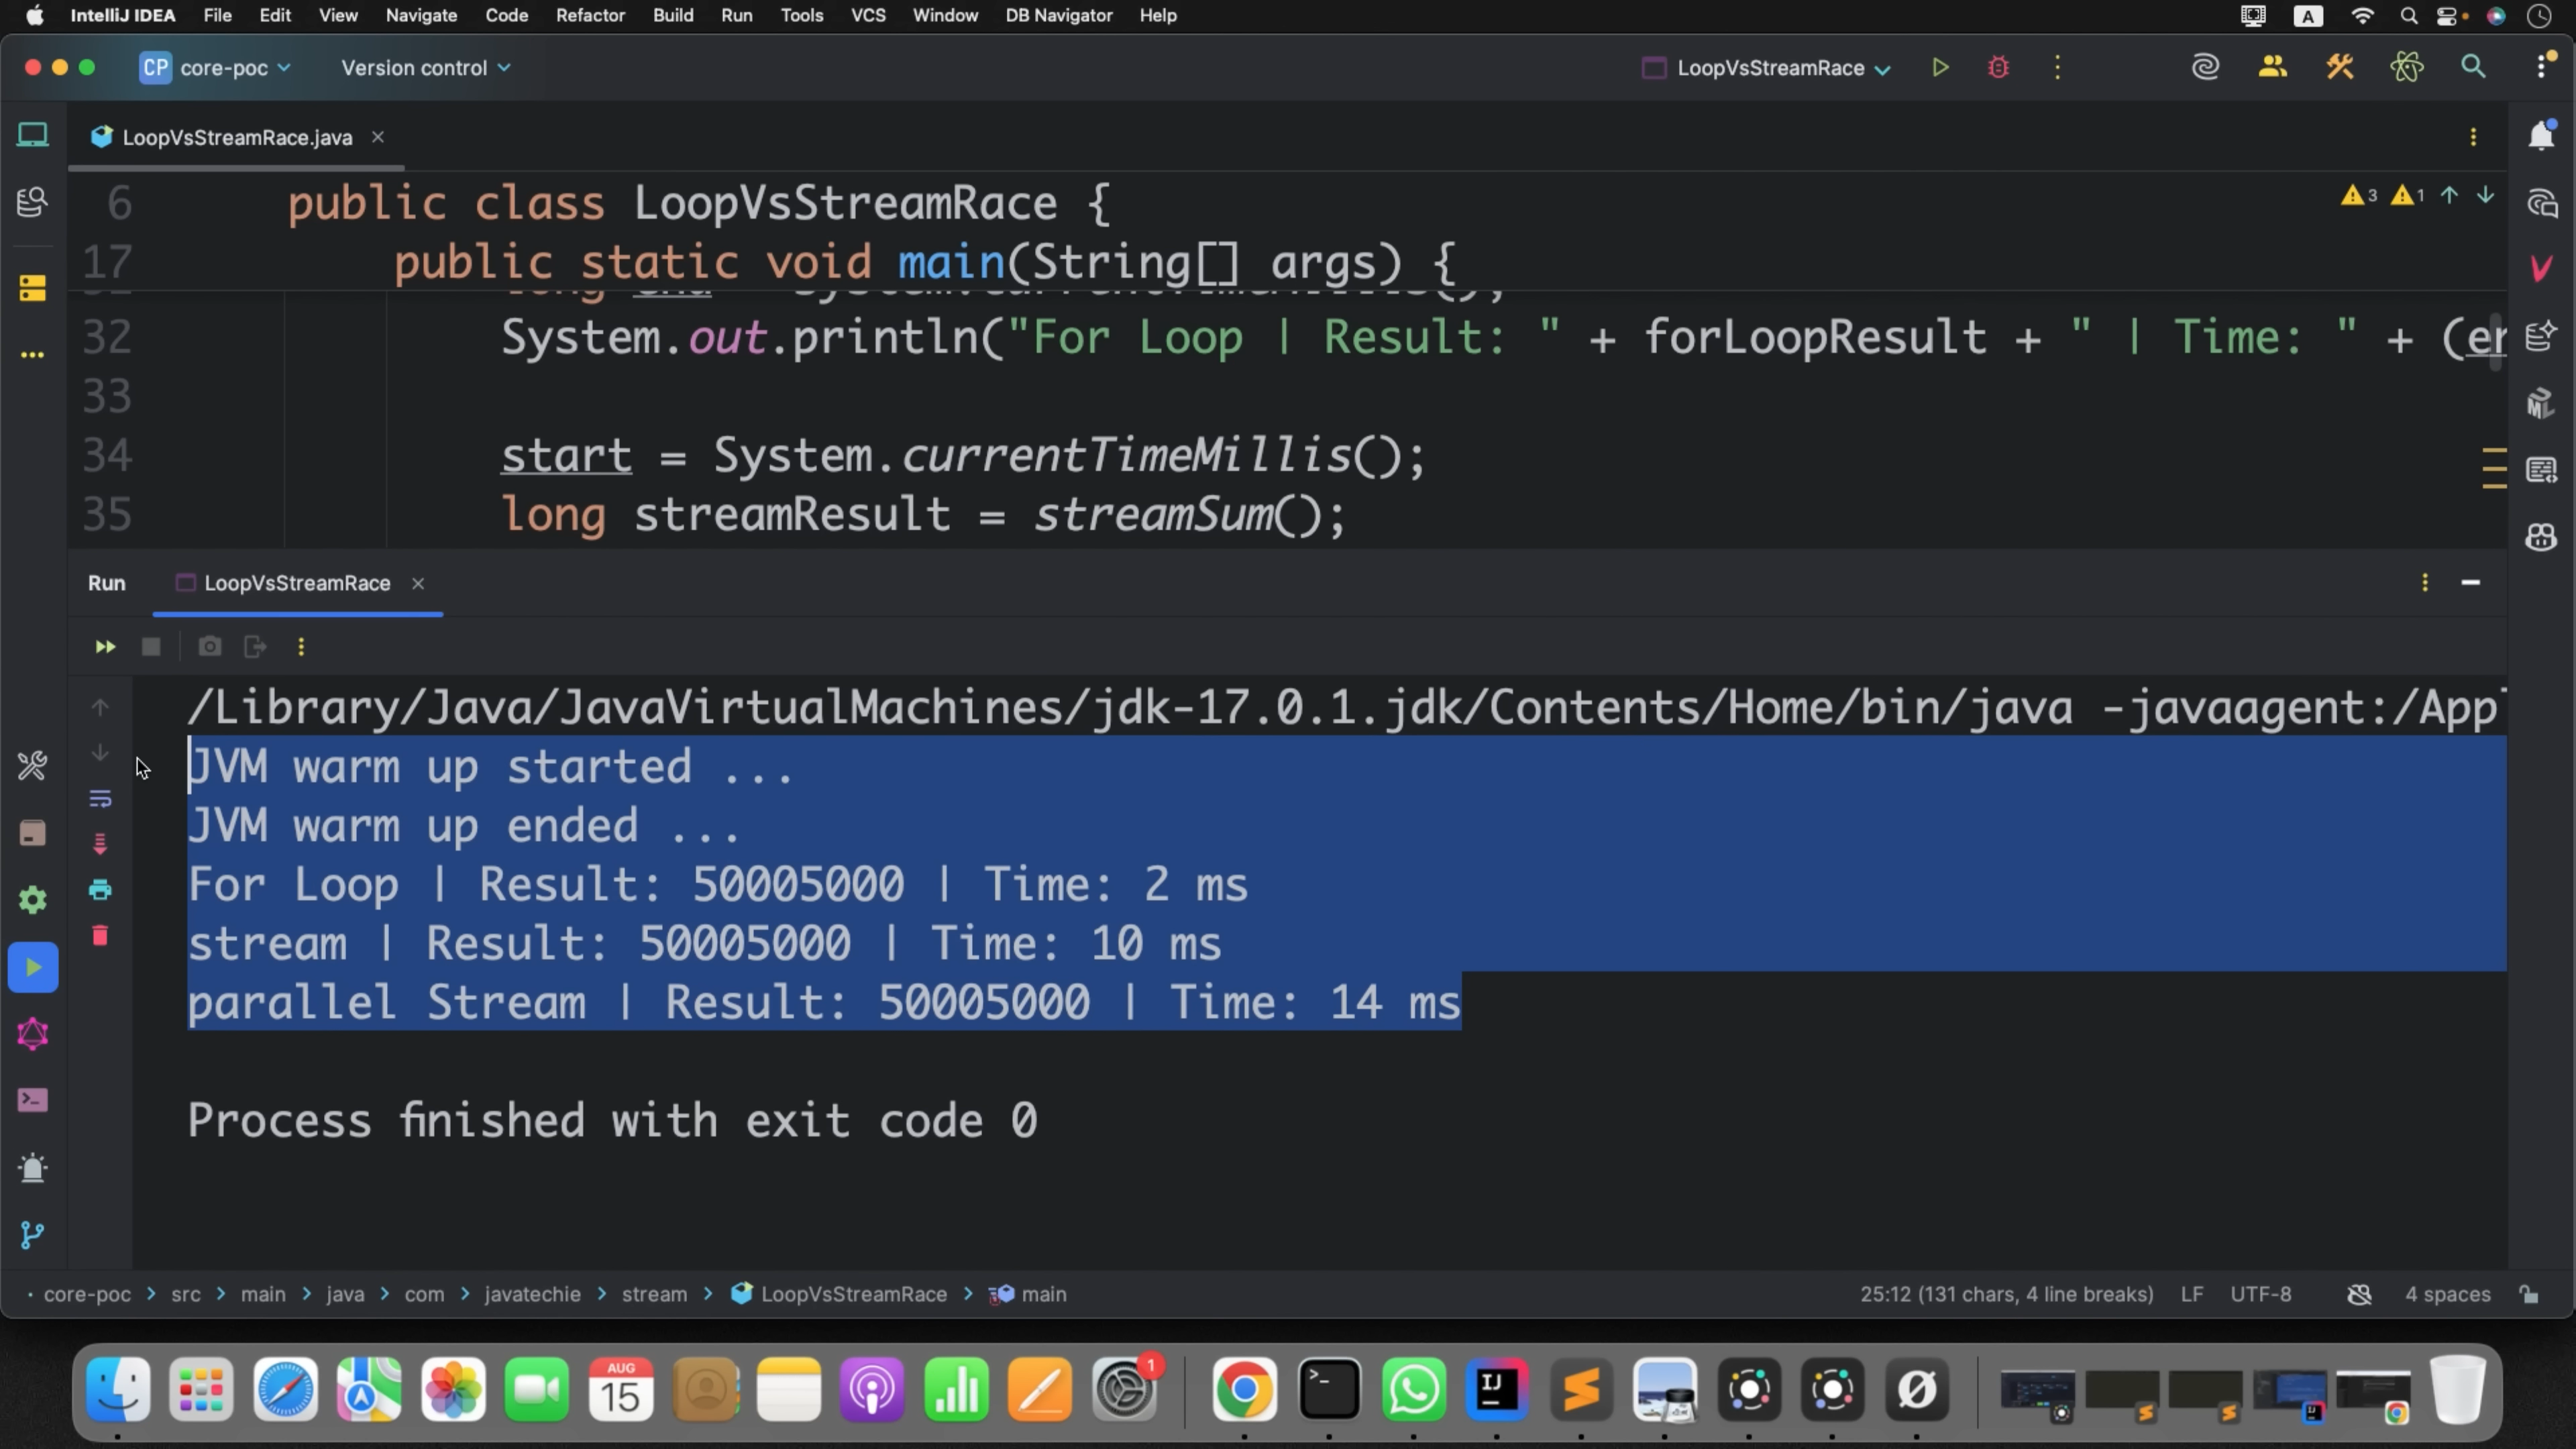 IntelliJ IDEA File Edit View Navigate Code Refactor Build Run Tools VCS Window DB Navigator Help A
CP core-poc Version control LoopVsStreamRace
LoopVsStreamRace.java
6 public class LoopVsStreamRace {
17 public static void main(String[] args) {
3 1
32 System.out.println("For Loop | Result: " + forLoopResult + " | Time: " + (er
33
34 start = System.currentTimeMillis();
35 long streamResult = streamSum();
Run LoopVsStreamRace
/Library/Java/JavaVirtualMachines/jdk-17.0.1.jdk/Contents/Home/bin/java -javaagent:/App
JVM warm up started ...
JVM warm up ended ...
For Loop | Result: 50005000 | Time: 2 ms
stream | Result: 50005000 | Time: 10 ms
parallel Stream | Result: 50005000 | Time: 14 ms
Process finished with exit code 0
core-poc src main java com javatechie stream LoopVsStreamRace main
25:12 (131 chars, 4 line breaks) LF UTF-8 4 spaces
AUG
15
1
IJ